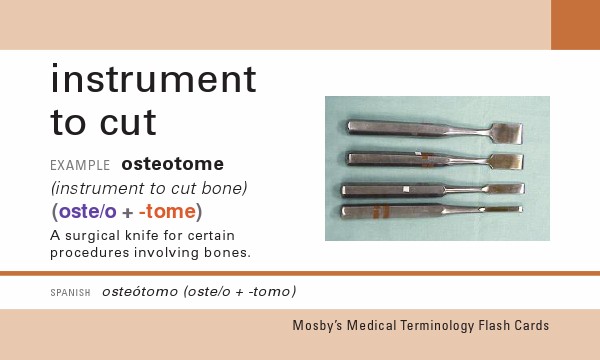 instrument
to cut
EXAMPLE osteotome
(instrument to cut bone)
(oste/o + -tome)
A surgical knife for certain
procedures involving bones.
SPANISH osteótomo (oste/o + -tomo)
Mosby's Medical Terminology Flash Cards